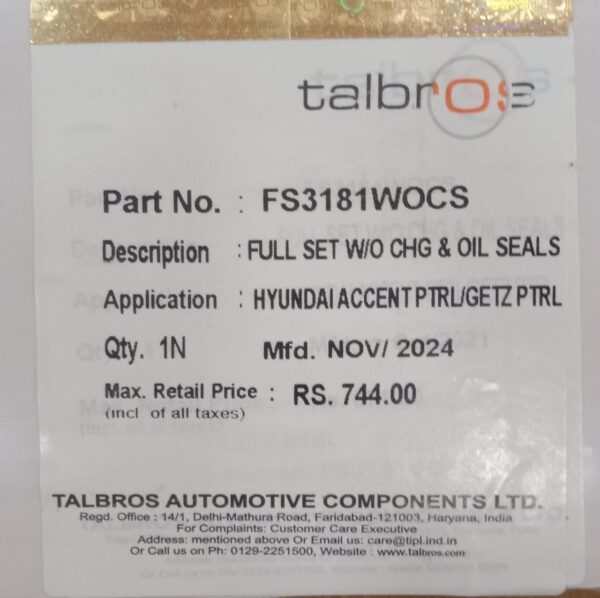 talbros
Part No. : FS3181WOCS
Description : FULL SET W/O CHG & OIL SEALS
Application : HYUNDAI ACCENT PTRL/GETZ PTRL
Qty. 1N Mfd. NOV/ 2024
Max. Retail Price : RS. 744.00
(incl of all taxes)
TALBROS AUTOMOTIVE COMPONENTS LTD.
Regd. Office : 14/1, Delhi-Mathura Road, Faridabad-121003, Haryana, India
For Complaints: Customer Care Executive
Address: mentioned above Or Email us: care@tipl.ind.in
Or Call us on Ph: 0129-2251500, Website : www.talbros.com